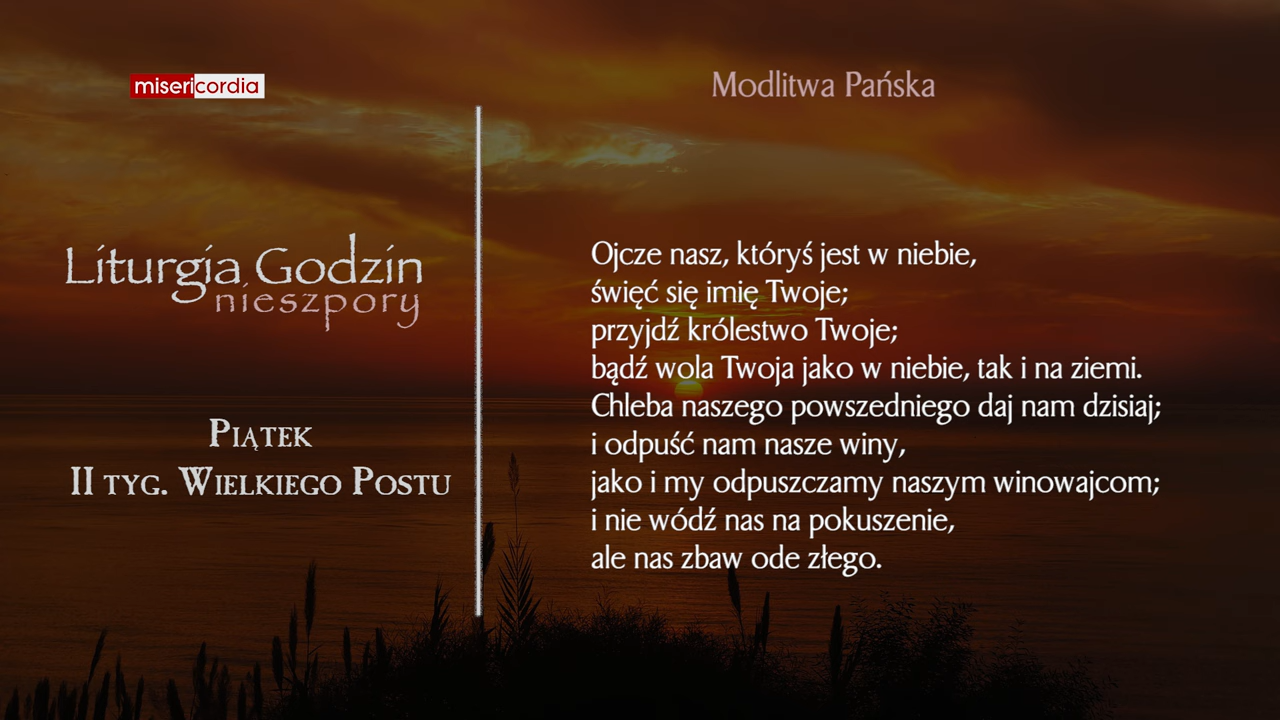 misericordia
Modlitwa Pańska
Liturgia Godzin
nieszpory
Piątek
II tyg. Wielkiego Postu
Ojcze nasz, któryś jest w niebie,
święć się imię Twoje;
przyjdź królestwo Twoje;
bądź wola Twoja jako w niebie, tak i na ziemi.
Chleba naszego powszedniego daj nam dzisiaj;
i odpuść nam nasze winy,
jako i my odpuszczamy naszym winowajcom;
i nie wódź nas na pokuszenie,
ale nas zbaw ode złego.